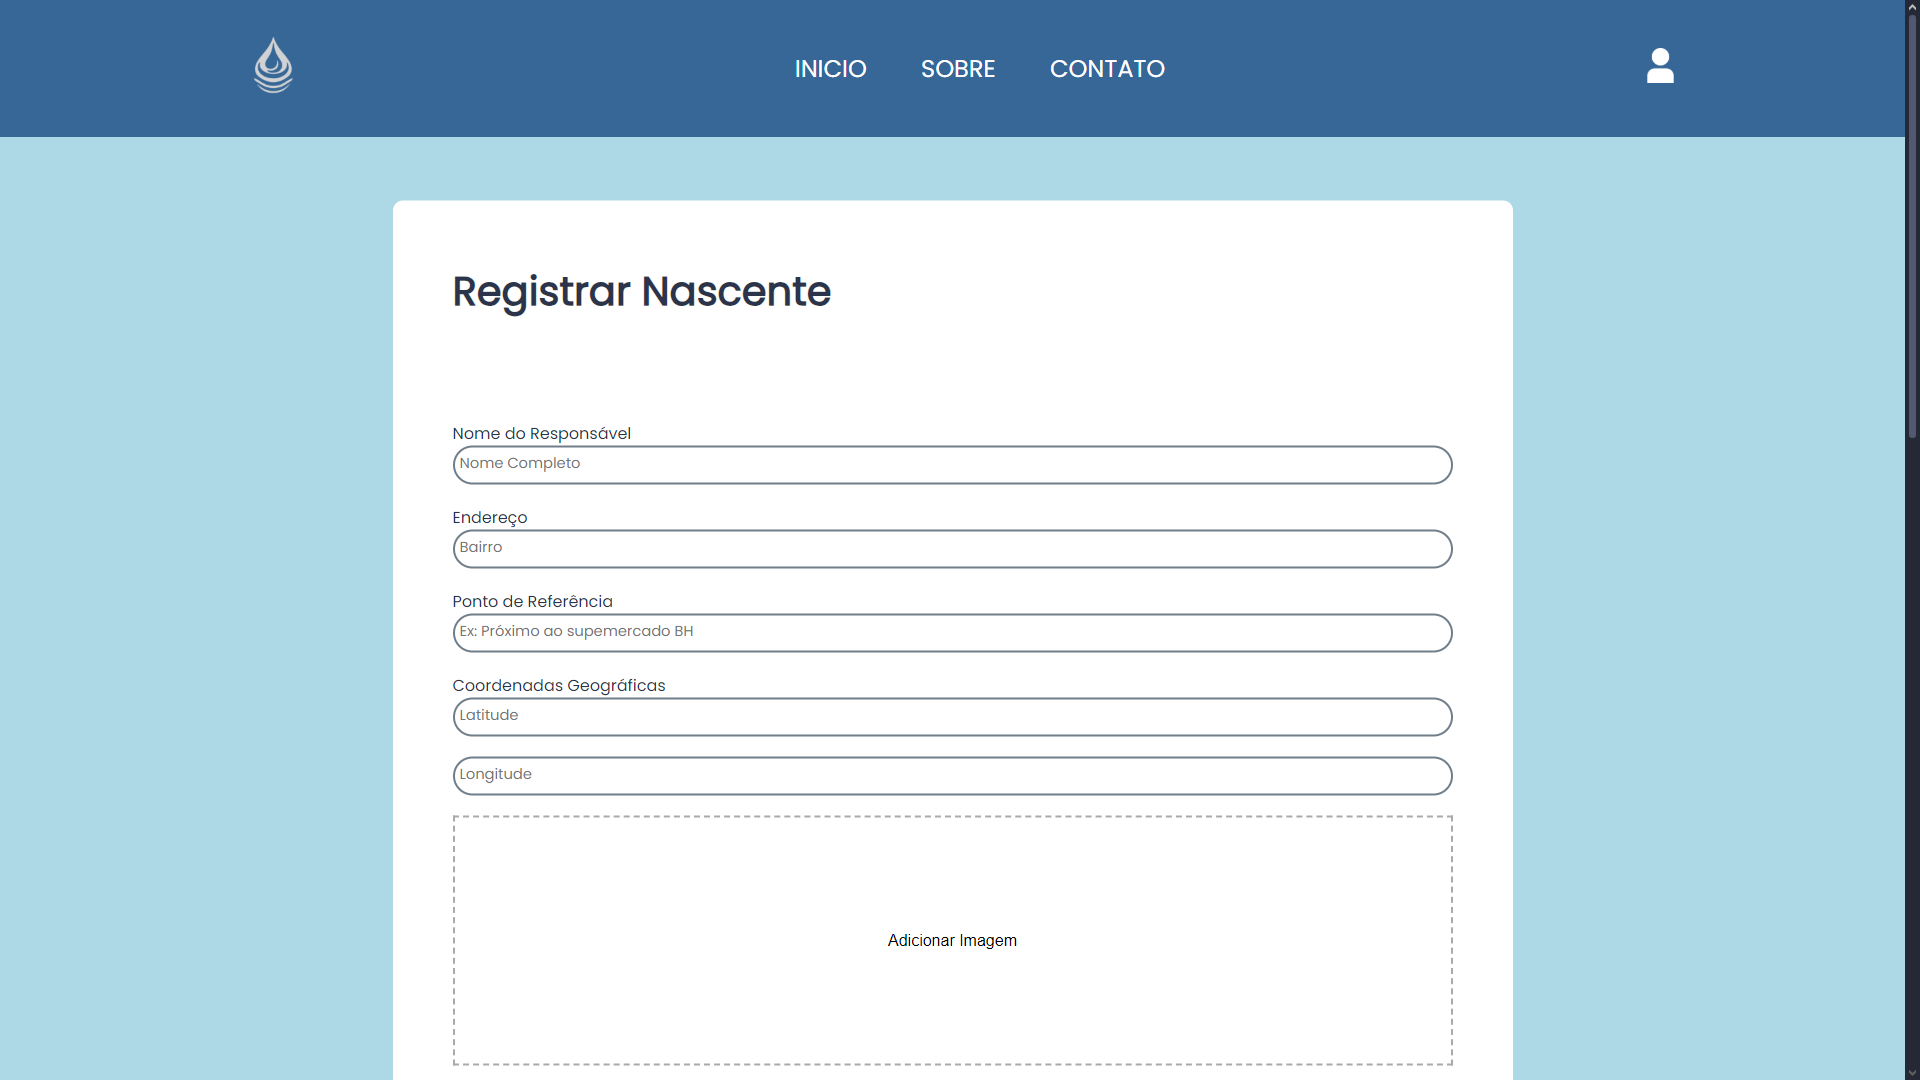 INICIO SOBRE CONTATO
Registrar Nascente
Nome do Responsável
Nome Completo
Endereço
Bairro
Ponto de Referência
Ex: Próximo ao supemercado BH
Coordenadas Geográficas
Latitude
Longitude
Adicionar Imagem